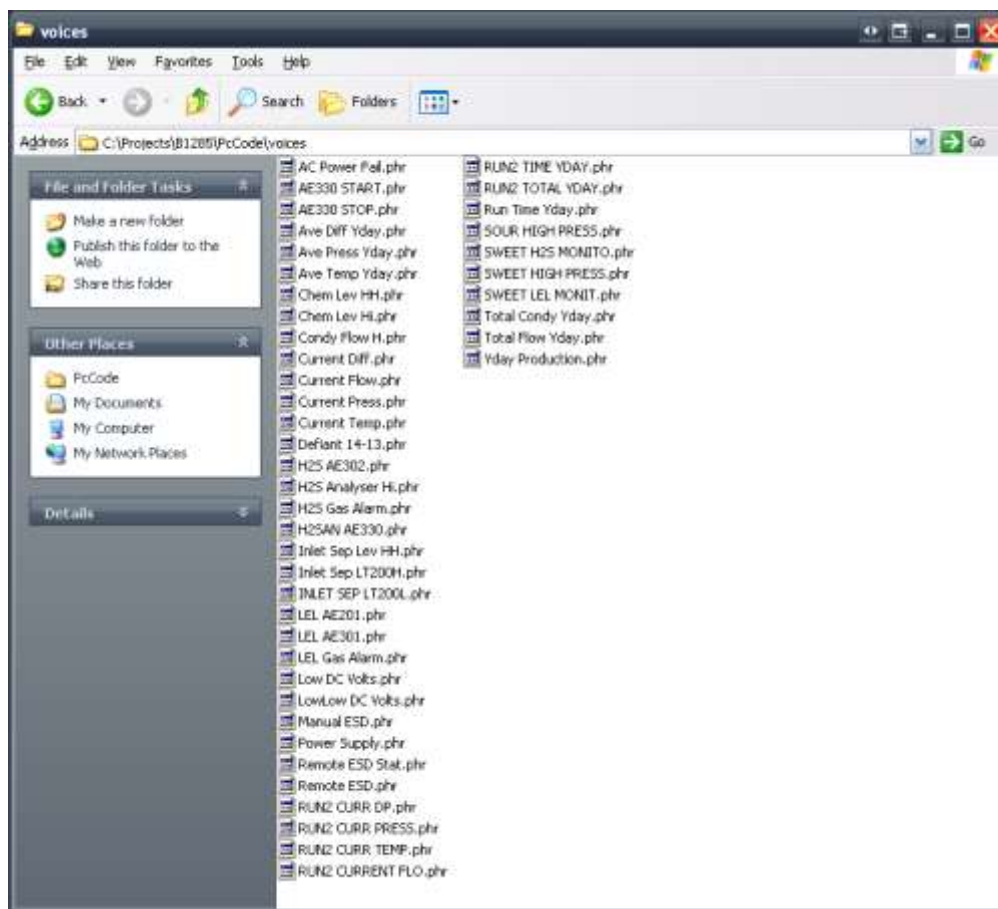 voices
File Edit View Favorites Tools Help
Back Search Folders
Address C:\Projects\B1285\PcCode\voices Go
File and Folder Tasks
Make a new folder
Publish this folder to the
Web
Share this folder
Other Places
PcCode
My Documents
My Computer
My Network Places
Details
AC Power Fail.phr
AE330 START.phr
AE330 STOP.phr
Ave Diff Yday.phr
Ave Press Yday.phr
Ave Temp Yday.phr
Chem Lev HH.phr
Chem Lev Hi.phr
Condy Flow H.phr
Current Diff.phr
Current Flow.phr
Current Press.phr
Current Temp.phr
Defiant 14-13.phr
H2S AE302.phr
H2S Analyser Hi.phr
H2S Gas Alarm.phr
H2SAN AE330.phr
Inlet Sep Lev HH.phr
Inlet Sep LT200H.phr
INLET SEP LT200L.phr
LEL AE201.phr
LEL AE301.phr
LEL Gas Alarm.phr
Low DC Volts.phr
LowLow DC Volts.phr
Manual ESD.phr
Power Supply.phr
Remote ESD Stat.phr
Remote ESD.phr
RUN2 CURR DP.phr
RUN2 CURR PRESS.phr
RUN2 CURR TEMP.phr
RUN2 CURRENT FLO.phr
RUN2 TIME YDAY.phr
RUN2 TOTAL YDAY.phr
Run Time Yday.phr
SOUR HIGH PRESS.phr
SWEET H2S MONITO.phr
SWEET HIGH PRESS.phr
SWEET LEL MONIT.phr
Total Condy Yday.phr
Total Flow Yday.phr
Yday Production.phr